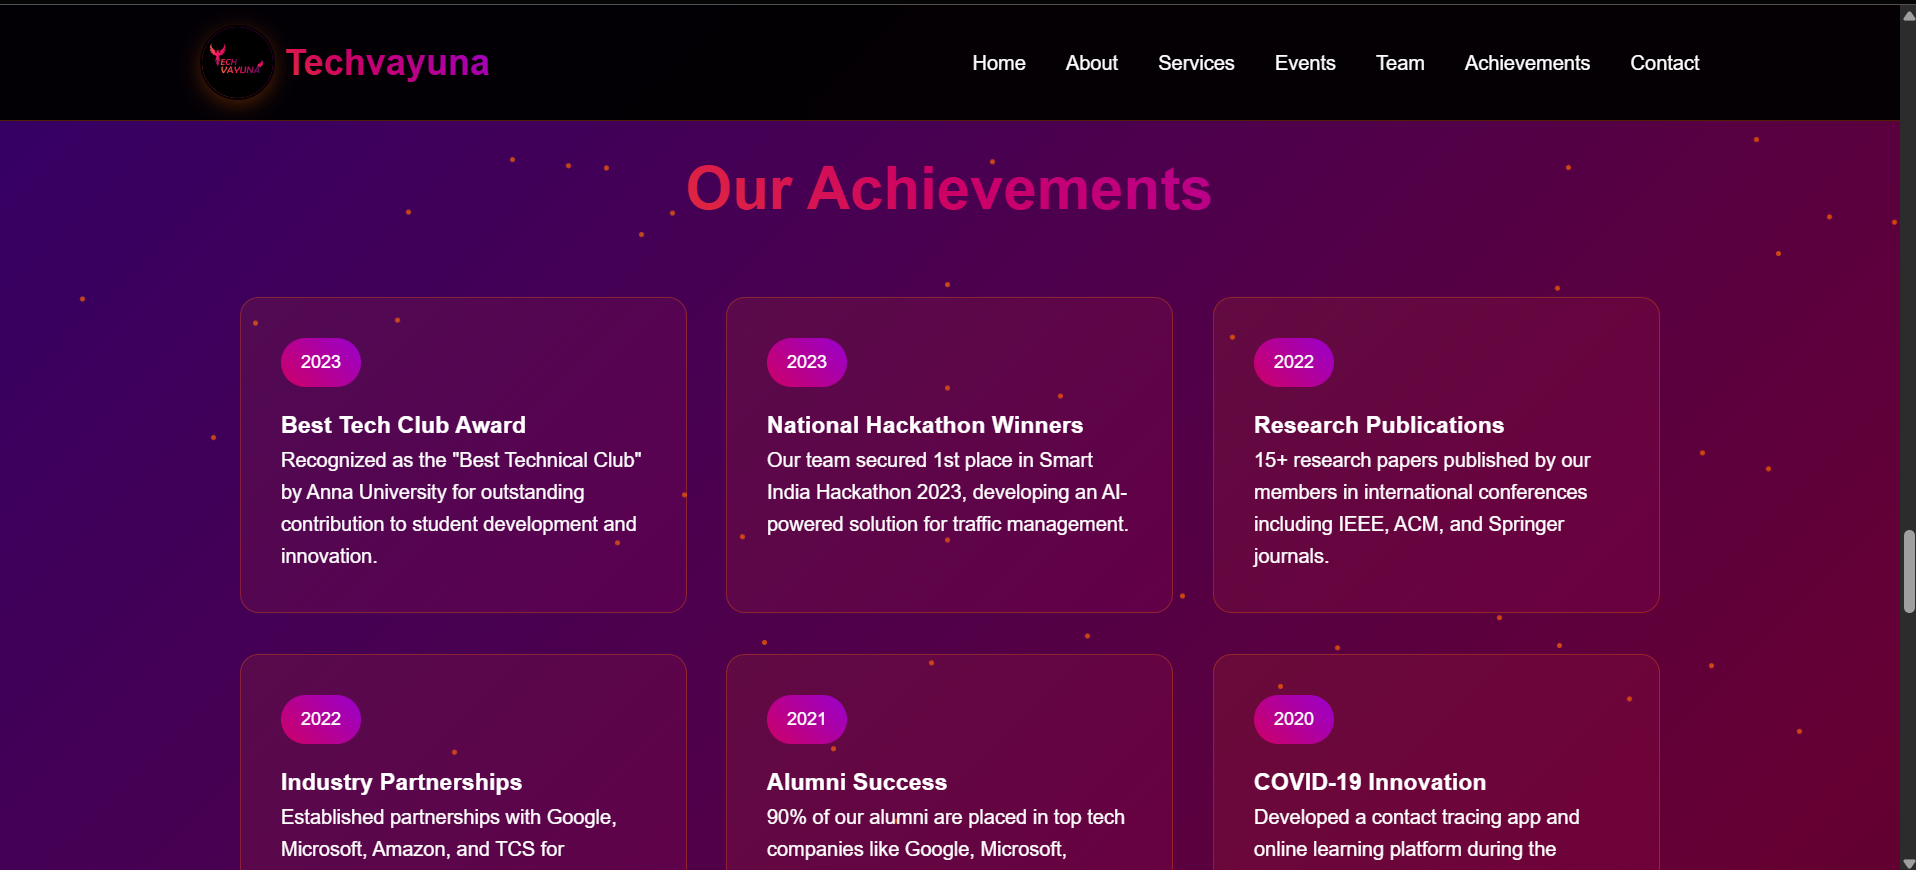 TECH
VAYUNA
Techvayuna
Home
About
Services
Events
Team
Achievements
Contact
Our Achievements
2023
Best Tech Club Award
Recognized as the "Best Technical Club"
by Anna University for outstanding
contribution to student development and
innovation.
2023
National Hackathon Winners
Our team secured 1st place in Smart
India Hackathon 2023, developing an AI-
powered solution for traffic management.
2022
Research Publications
15+ research papers published by our
members in international conferences
including IEEE, ACM, and Springer
journals.
2022
Industry Partnerships
Established partnerships with Google,
Microsoft, Amazon, and TCS for
2021
Alumni Success
90% of our alumni are placed in top tech
companies like Google, Microsoft,
2020
COVID-19 Innovation
Developed a contact tracing app and
online learning platform during the